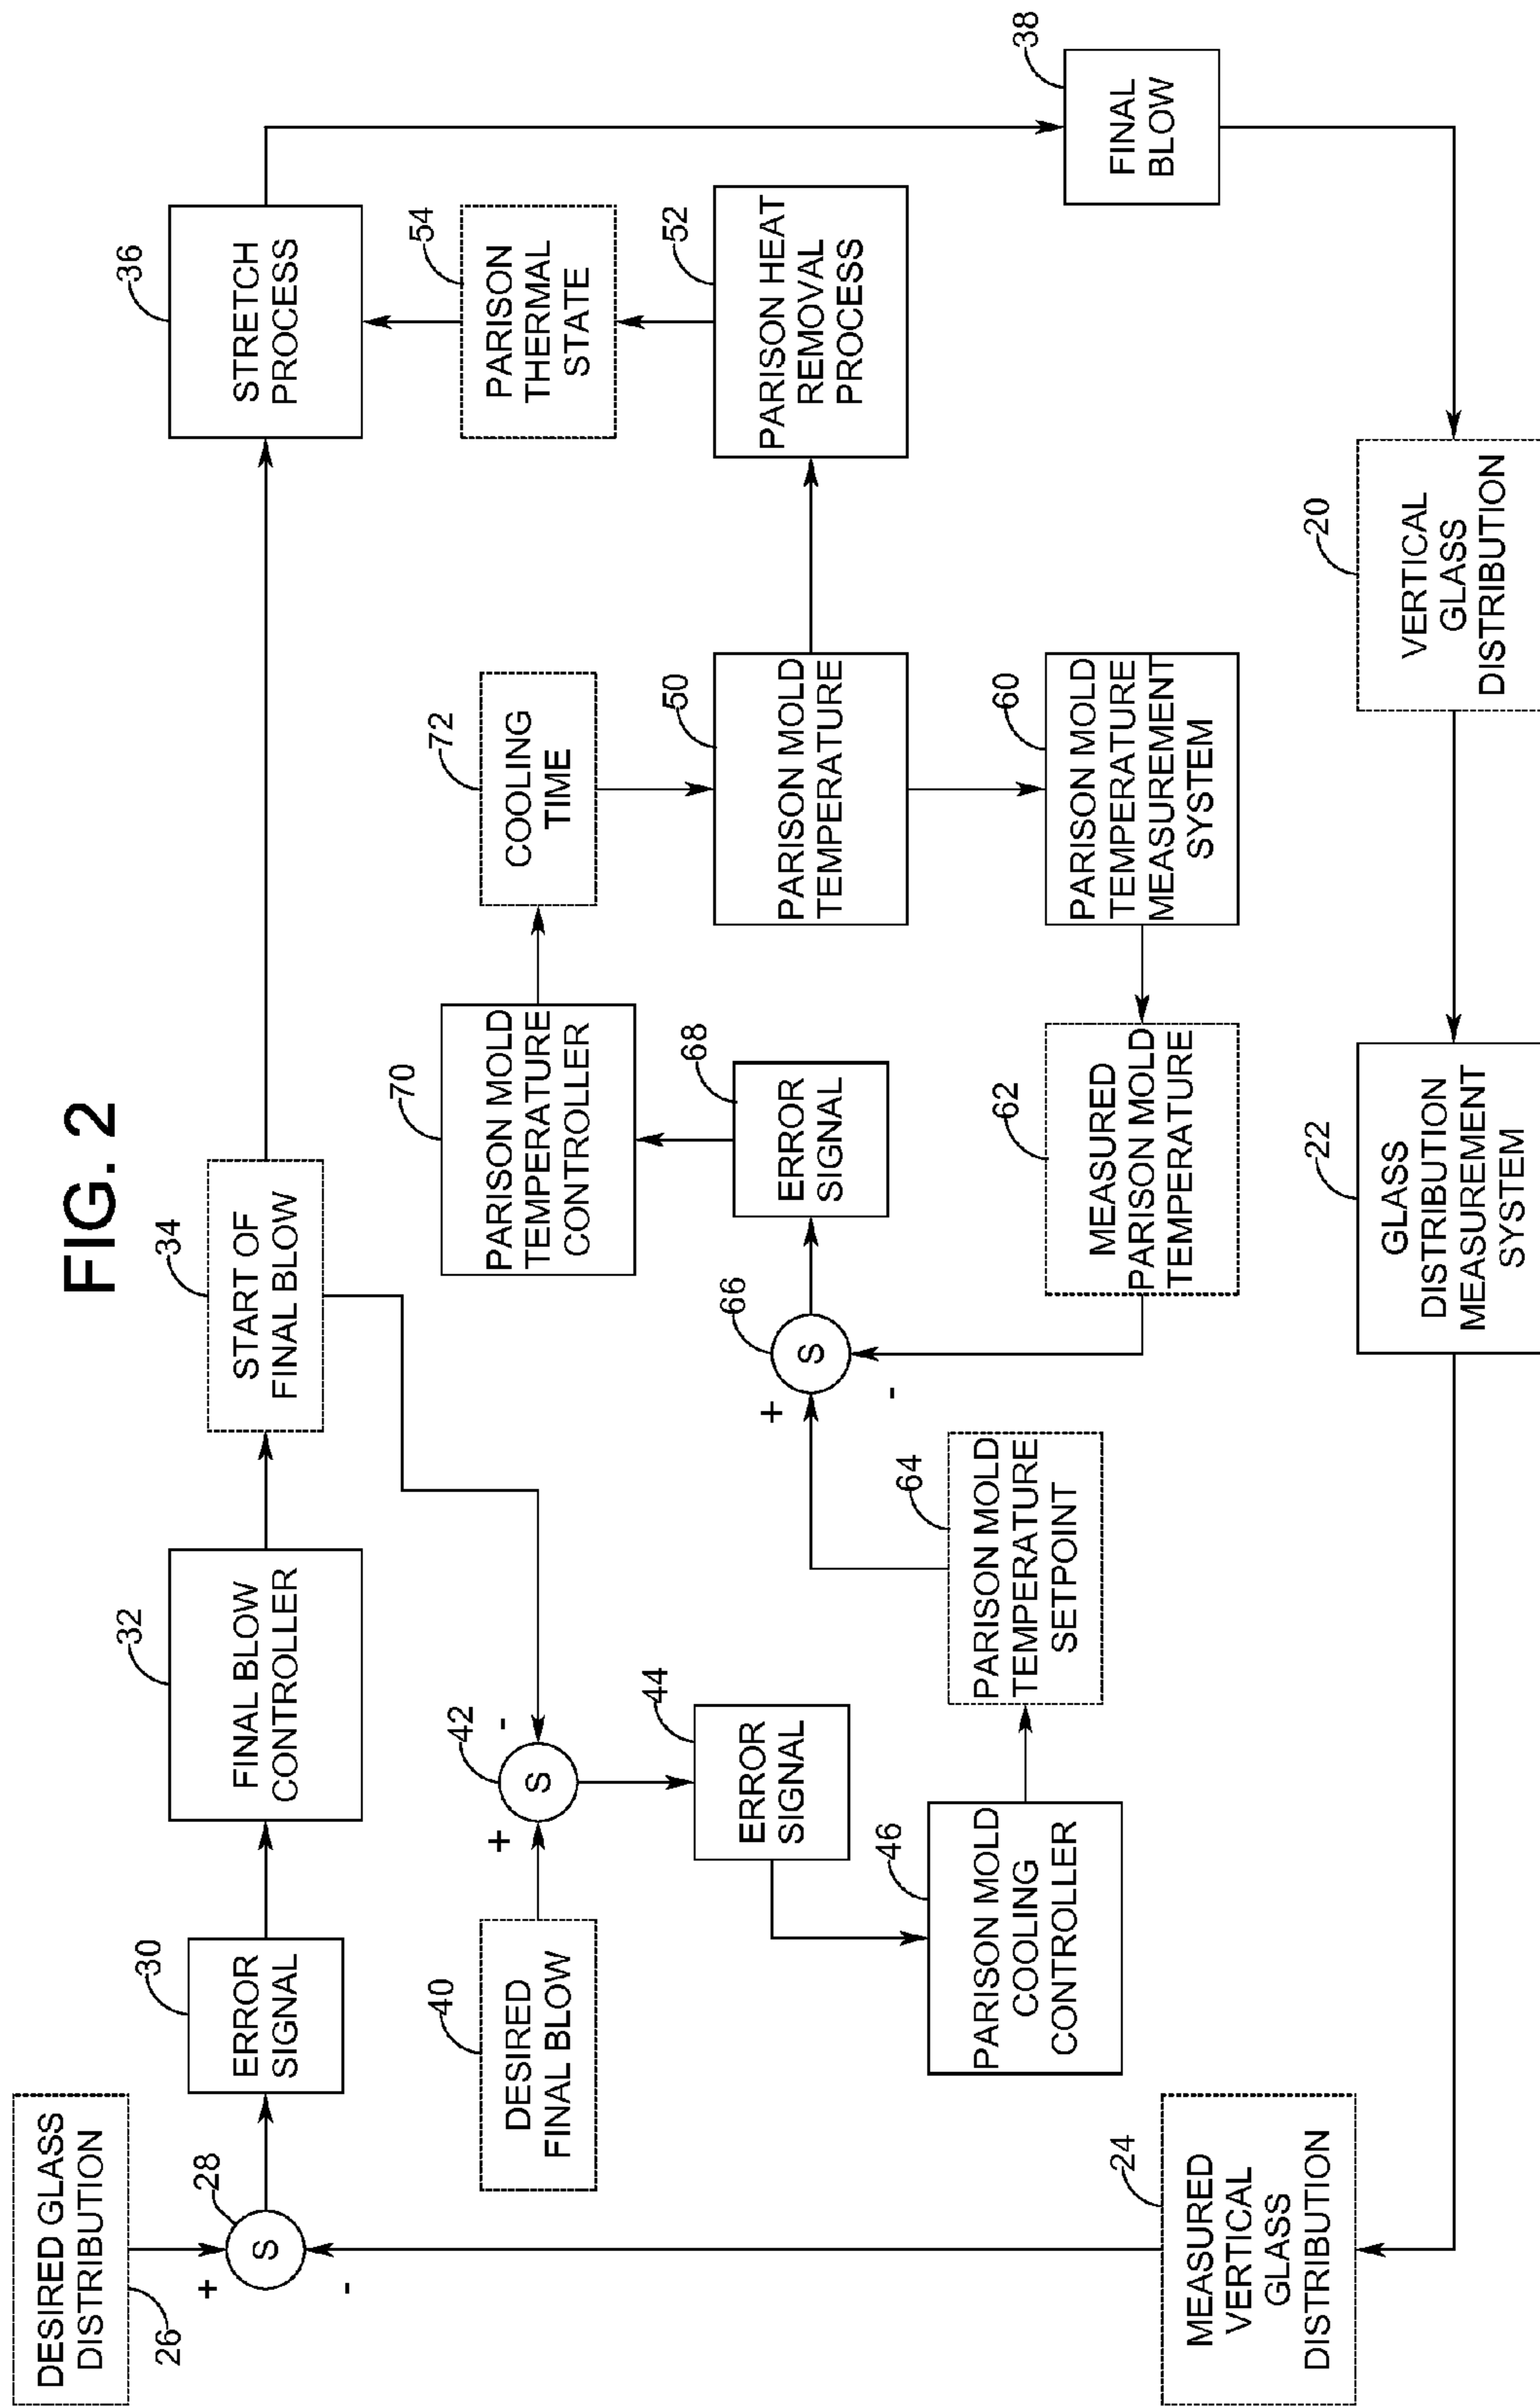 FIG. 2
DESIRED GLASS
DISTRIBUTION
26
S
28
+
-
ERROR
SIGNAL
30
FINAL BLOW
CONTROLLER
32
START OF
FINAL BLOW
34
STRETCH
PROCESS
36
FINAL
BLOW
38
DESIRED
FINAL BLOW
40
S
42
+
-
ERROR
SIGNAL
44
PARISON MOLD
COOLING
CONTROLLER
46
PARISON MOLD
TEMPERATURE
SETPOINT
64
S
66
+
-
ERROR
SIGNAL
68
PARISON MOLD
TEMPERATURE
CONTROLLER
70
COOLING
TIME
72
PARISON MOLD
TEMPERATURE
50
PARISON HEAT
REMOVAL
PROCESS
52
PARISON
THERMAL
STATE
54
PARISON MOLD
TEMPERATURE
MEASUREMENT
SYSTEM
60
MEASURED
PARISON MOLD
TEMPERATURE
62
MEASURED
VERTICAL
GLASS
DISTRIBUTION
24
GLASS
DISTRIBUTION
MEASUREMENT
SYSTEM
22
VERTICAL
GLASS
DISTRIBUTION
20